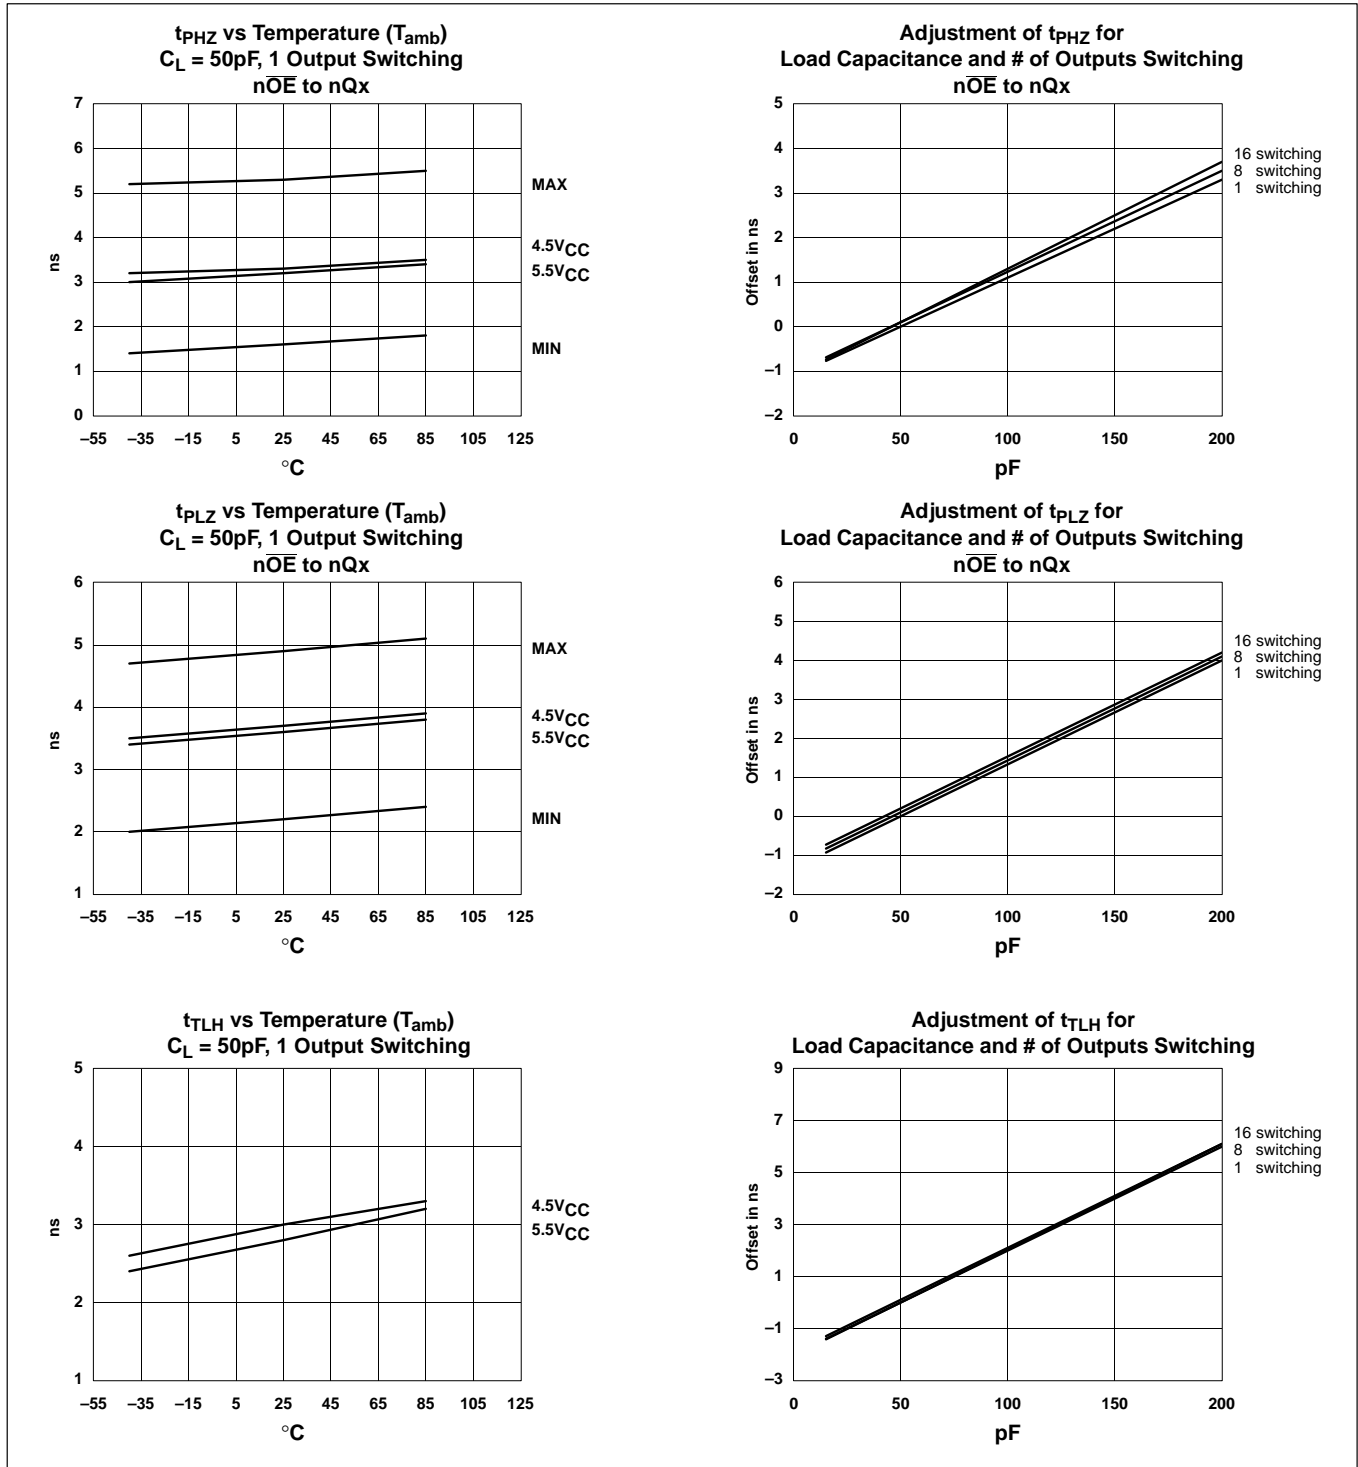 tPHZ vs Temperature (Tamb)
CL = 50pF, 1 Output Switching
nOE to nQx
7
6
5
4
3
2
1
0
ns
–55 –35 –15 5 25 45 65 85 105 125
°C
MAX
4.5VCC
5.5VCC
MIN
Adjustment of tPHZ for
Load Capacitance and # of Outputs Switching
nOE to nQx
5
4
3
2
1
0
–1
–2
Offset in ns
0 50 100 150 200
pF
16 switching
8 switching
1 switching
tPLZ vs Temperature (Tamb)
CL = 50pF, 1 Output Switching
nOE to nQx
6
5
4
3
2
1
ns
–55 –35 –15 5 25 45 65 85 105 125
°C
MAX
4.5VCC
5.5VCC
MIN
Adjustment of tPLZ for
Load Capacitance and # of Outputs Switching
nOE to nQx
6
5
4
3
2
1
0
–1
–2
Offset in ns
0 50 100 150 200
pF
16 switching
8 switching
1 switching
tTLH vs Temperature (Tamb)
CL = 50pF, 1 Output Switching
5
4
3
2
1
ns
–55 –35 –15 5 25 45 65 85 105 125
°C
4.5VCC
5.5VCC
Adjustment of tTLH for
Load Capacitance and # of Outputs Switching
9
7
5
3
1
–1
–3
Offset in ns
0 50 100 150 200
pF
16 switching
8 switching
1 switching